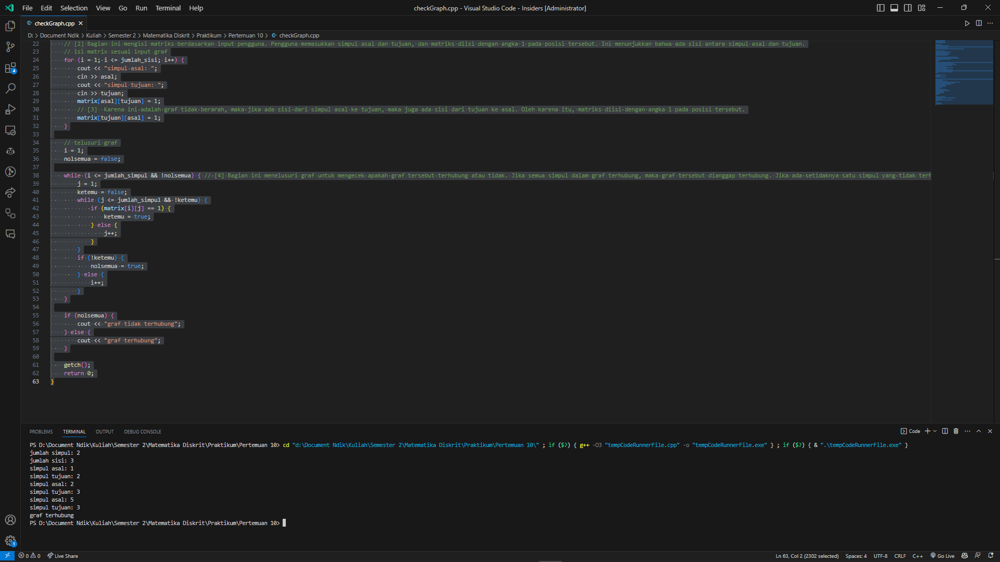 File Edit Selection View Go Run Terminal Help
checkGraph.cpp - Visual Studio Code - Insiders [Administrator]
checkGraph.cpp
D: > Document Ndik > Kuliah > Semester 2 > Matematika Diskrit > Praktikum > Pertemuan 10 > checkGraph.cpp
22 // [2] Bagian ini mengisi matriks berdasarkan input pengguna. Pengguna memasukkan simpul asal dan tujuan, dan matriks diisi dengan angka 1 pada posisi tersebut. Ini menunjukkan bahwa ada sisi antara simpul asal dan tujuan.
23 // isi matrix sesuai input graf
24 for (i = 1; i <= jumlah_sisi; i++) {
25 cout << "simpul asal: ";
26 cin >> asal;
27 cout << "simpul tujuan: ";
28 cin >> tujuan;
29 matrix[asal][tujuan] = 1;
30 // [3] Karena ini adalah graf tidak berarah, maka jika ada sisi dari simpul asal ke tujuan, maka juga ada sisi dari tujuan ke asal. Oleh karena itu, matriks diisi dengan angka 1 pada posisi tersebut.
31 matrix[tujuan][asal] = 1;
32 }
33
34 // telusuri graf
35 i = 1;
36 nolsemua = false;
37
38 while (i <= jumlah_simpul && !nolsemua) { // [4] Bagian ini menelusuri graf untuk mengecek apakah graf tersebut terhubung atau tidak. Jika semua simpul dalam graf terhubung, maka graf tersebut dianggap terhubung. Jika ada setidaknya satu simpul yang tidak terh
39 j = 1;
40 ketemu = false;
41 while (j <= jumlah_simpul && !ketemu) {
42 if (matrix[i][j] == 1) {
43 ketemu = true;
44 } else {
45 j++;
46 }
47 }
48 if (!ketemu) {
49 nolsemua = true;
50 } else {
51 i++;
52 }
53 }
54
55 if (nolsemua) {
56 cout << "graf tidak terhubung";
57 } else {
58 cout << "graf terhubung";
59 }
60
61 getch();
62 return 0;
63 }
4
PROBLEMS TERMINAL OUTPUT DEBUG CONSOLE
Code
PS D:\Document Ndik\Kuliah\Semester 2\Matematika Diskrit\Praktikum\Pertemuan 10> cd "d:\Document Ndik\Kuliah\Semester 2\Matematika Diskrit\Praktikum\Pertemuan 10\" ; if ($?) { g++ -O3 "tempCodeRunnerFile.cpp" -o "tempCodeRunnerFile.exe" } ; if ($?) { & ".\tempCodeRunnerFile.exe" }
jumlah simpul: 2
jumlah sisi: 3
simpul asal: 1
simpul tujuan: 2
simpul asal: 2
simpul tujuan: 3
simpul asal: 5
simpul tujuan: 3
graf terhubung
PS D:\Document Ndik\Kuliah\Semester 2\Matematika Diskrit\Praktikum\Pertemuan 10>
1
0 0 Live Share
Ln 63, Col 2 (2302 selected) Spaces: 4 UTF-8 CRLF C++ Go Live